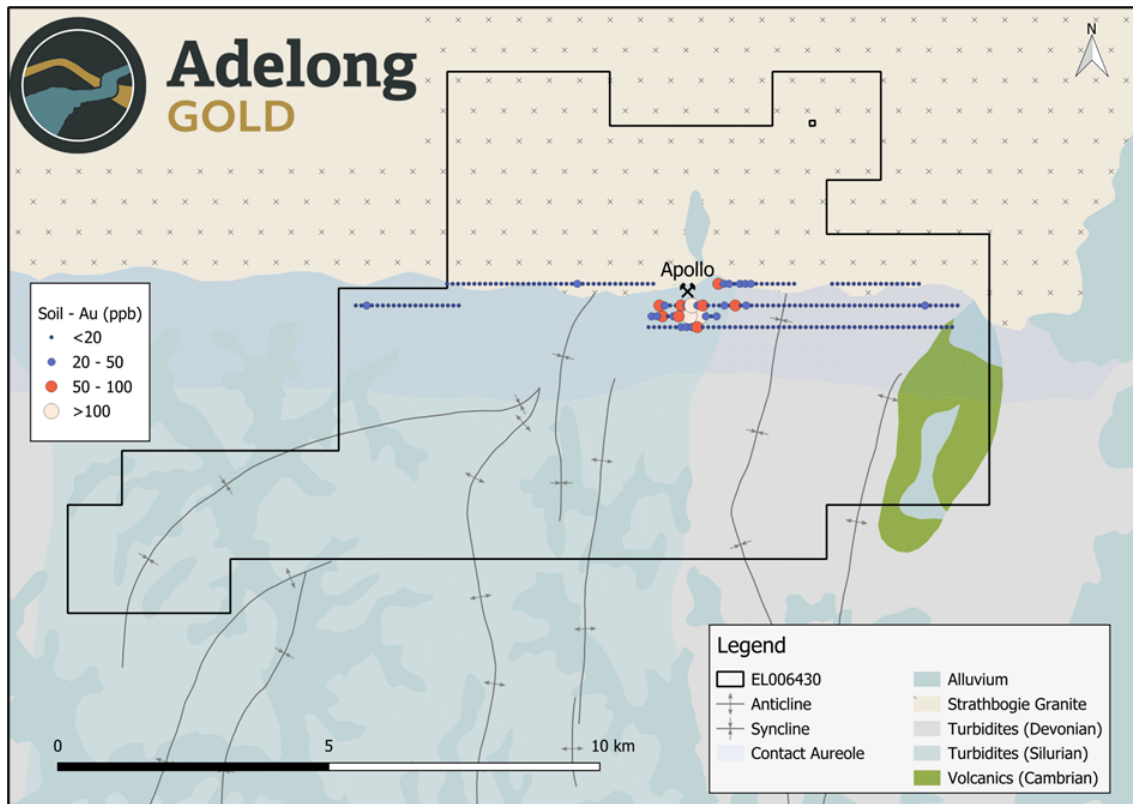 Adelong
GOLD
N
Apollo
Soil - Au (ppb)
<20
20 - 50
50 - 100
>100
Legend
EL006430
Anticline
Syncline
Contact Aureole
Alluvium
Strathbogie Granite
Turbidites (Devonian)
Turbidites (Silurian)
Volcanics (Cambrian)
0 5 10 km